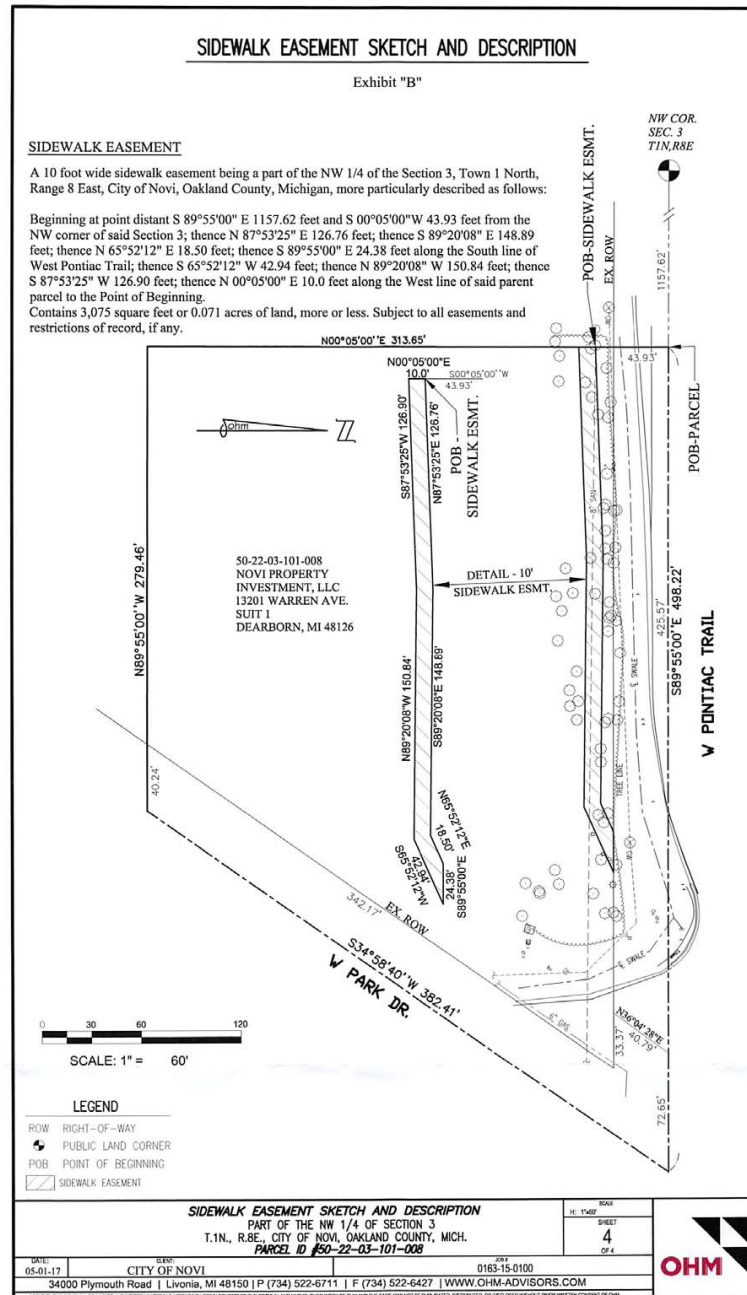 SIDEWALK EASEMENT SKETCH AND DESCRIPTION
Exhibit "B"
NW COR.
SEC. 3
T1N,R8E
SIDEWALK EASEMENT
A 10 foot wide sidewalk easement being a part of the NW 1/4 of the Section 3, Town 1 North,
Range 8 East, City of Novi, Oakland County, Michigan, more particularly described as follows:
Beginning at point distant S 89°55'00" E 1157.62 feet and S 00°05'00"W 43.93 feet from the
NW corner of said Section 3; thence N 87°53'25" E 126.76 feet; thence S 89°20'08" E 148.89
feet; thence N 65°52'12" E 18.50 feet; thence S 89°55'00" E 24.38 feet along the South line of
West Pontiac Trail; thence S 65°52'12" W 42.94 feet; thence N 89°20'08" W 150.84 feet; thence
S 87°53'25" W 126.90 feet; thence N 00°05'00" E 10.0 feet along the West line of said parent
parcel to the Point of Beginning.
Contains 3,075 square feet or 0.071 acres of land, more or less. Subject to all easements and
restrictions of record, if any.
POB-SIDEWALK ESMT.
EX. ROW
1157.62'
N00°05'00''E 313.65'
43.93'
POB-PARCEL
N00°05'00"E
10.0'
S00°05'00''W
43.93'
ohm
Z
S87°53'25"W 126.90'
N87°53'25"E 126.76'
POB -
SIDEWALK ESMT.
8" SAN
N89°55'00''W 279.46'
50-22-03-101-008
NOVI PROPERTY
INVESTMENT, LLC
13201 WARREN AVE.
SUIT 1
DEARBORN, MI 48126
DETAIL - 10'
SIDEWALK ESMT.
425.57'
S89°55'00''E 498.22'
W PONTIAC TRAIL
N89°20'08"W 150.84'
S89°20'08"E 148.89'
℄ SWALE
TREE LINE
40.24'
N65°52'12"E
18.50'
S65°52'12"W
42.94'
24.38'
S89°55'00"E
342.17'
EX. ROW
S34°58'40''W 382.41'
W PARK DR.
℄ SWALE
6" GAS
N36°04'28"E
40.79'
33.37'
72.65'
0 30 60 120
SCALE: 1" = 60'
LEGEND
ROW RIGHT-OF-WAY
PUBLIC LAND CORNER
POB POINT OF BEGINNING
SIDEWALK EASEMENT
SIDEWALK EASEMENT SKETCH AND DESCRIPTION
PART OF THE NW 1/4 OF SECTION 3
T.1N., R.8E., CITY OF NOVI, OAKLAND COUNTY, MICH.
PARCEL ID #50-22-03-101-008
SCALE
H: 1"=60'
SHEET
4
OF 4
DATE:
05-01-17
CLIENT:
CITY OF NOVI
JOB #
0163-15-0100
34000 Plymouth Road | Livonia, MI 48150 | P (734) 522-6711 | F (734) 522-6427 | WWW.OHM-ADVISORS.COM
OHM